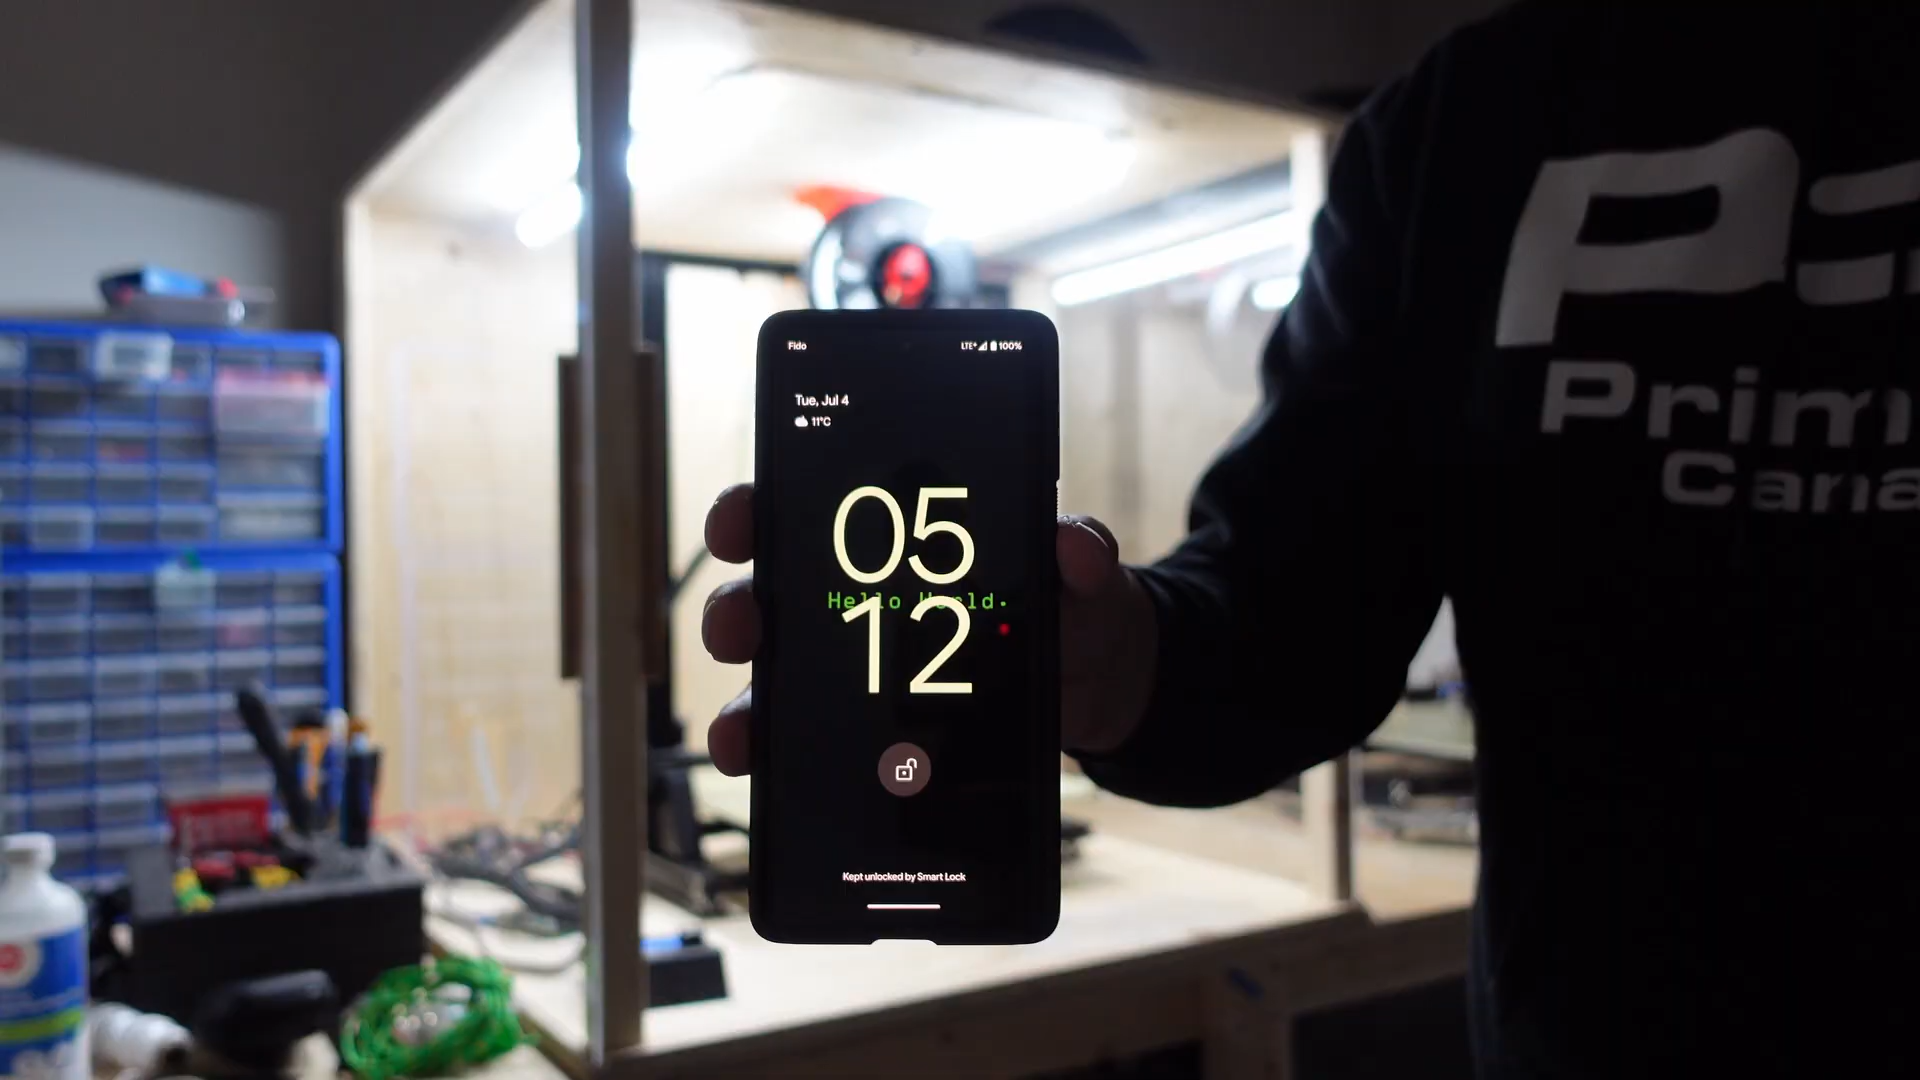 Fido LTE+ 100%
Tue, Jul 4
11°C
05
Hello World.
12
Kept unlocked by Smart Lock
Prim
Cana